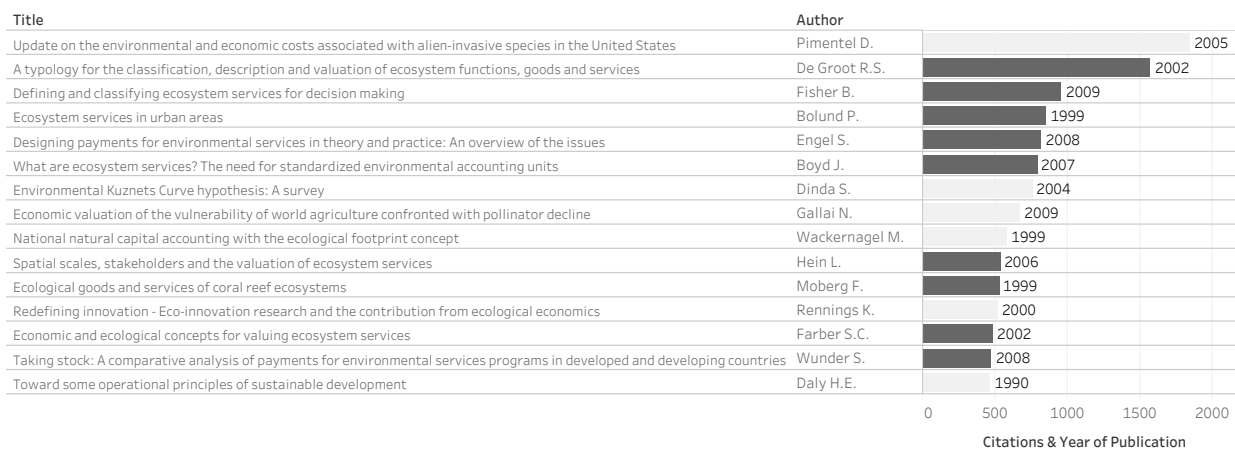 Title Author
Update on the environmental and economic costs associated with alien-invasive species in the United States Pimentel D. 2005
A typology for the classification, description and valuation of ecosystem functions, goods and services De Groot R.S. 2002
Defining and classifying ecosystem services for decision making Fisher B. 2009
Ecosystem services in urban areas Bolund P. 1999
Designing payments for environmental services in theory and practice: An overview of the issues Engel S. 2008
What are ecosystem services? The need for standardized environmental accounting units Boyd J. 2007
Environmental Kuznets Curve hypothesis: A survey Dinda S. 2004
Economic valuation of the vulnerability of world agriculture confronted with pollinator decline Gallai N. 2009
National natural capital accounting with the ecological footprint concept Wackernagel M. 1999
Spatial scales, stakeholders and the valuation of ecosystem services Hein L. 2006
Ecological goods and services of coral reef ecosystems Moberg F. 1999
Redefining innovation - Eco-innovation research and the contribution from ecological economics Rennings K. 2000
Economic and ecological concepts for valuing ecosystem services Farber S.C. 2002
Taking stock: A comparative analysis of payments for environmental services programs in developed and developing countries Wunder S. 2008
Toward some operational principles of sustainable development Daly H.E. 1990
0 500 1000 1500 2000
Citations & Year of Publication